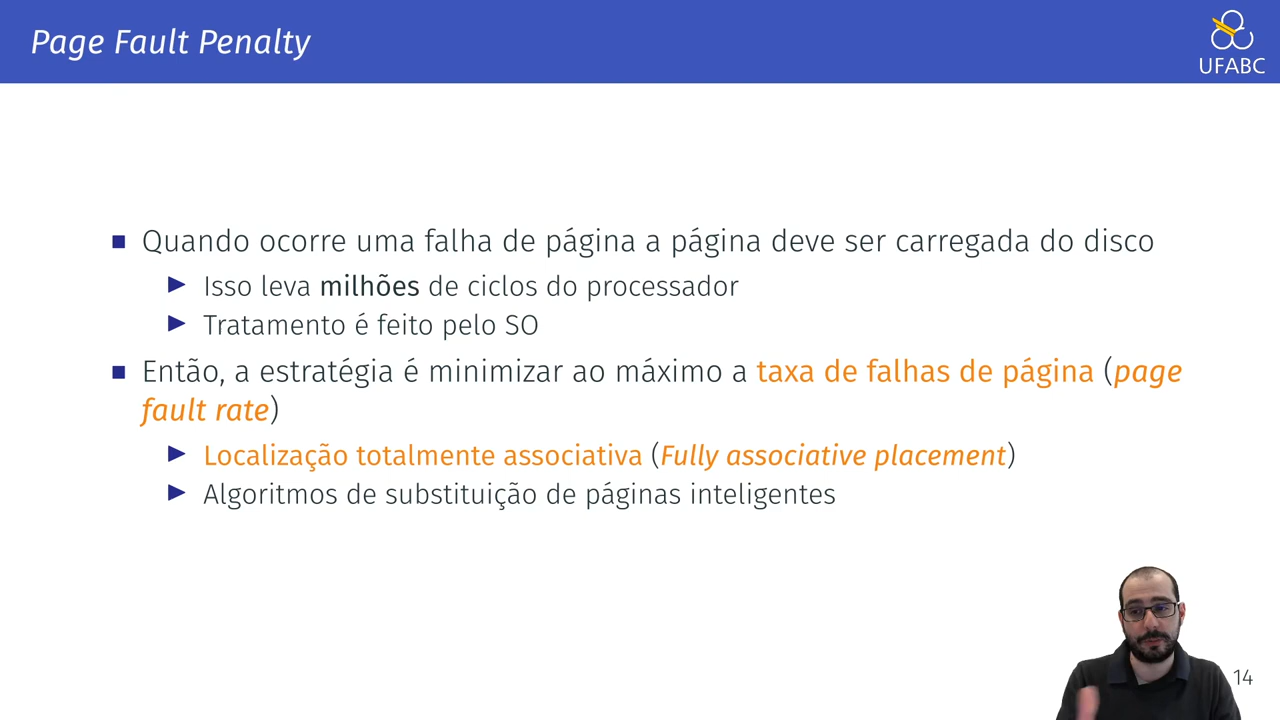 Page Fault Penalty
UFABC
Quando ocorre uma falha de página a página deve ser carregada do disco
Isso leva milhões de ciclos do processador
Tratamento é feito pelo SO
Então, a estratégia é minimizar ao máximo a taxa de falhas de página (page
fault rate)
Localização totalmente associativa (Fully associative placement)
Algoritmos de substituição de páginas inteligentes
14